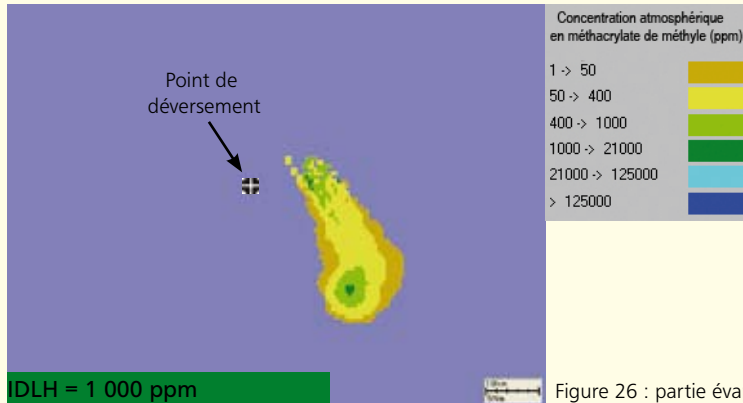 Concentration atmosphérique
en méthacrylate de méthyle (ppm)
1 -> 50
50 -> 400
400 -> 1000
1000 -> 21000
21000 -> 125000
> 125000
Point de
déversement
IDLH = 1 000 ppm
Figure 26 : partie éva